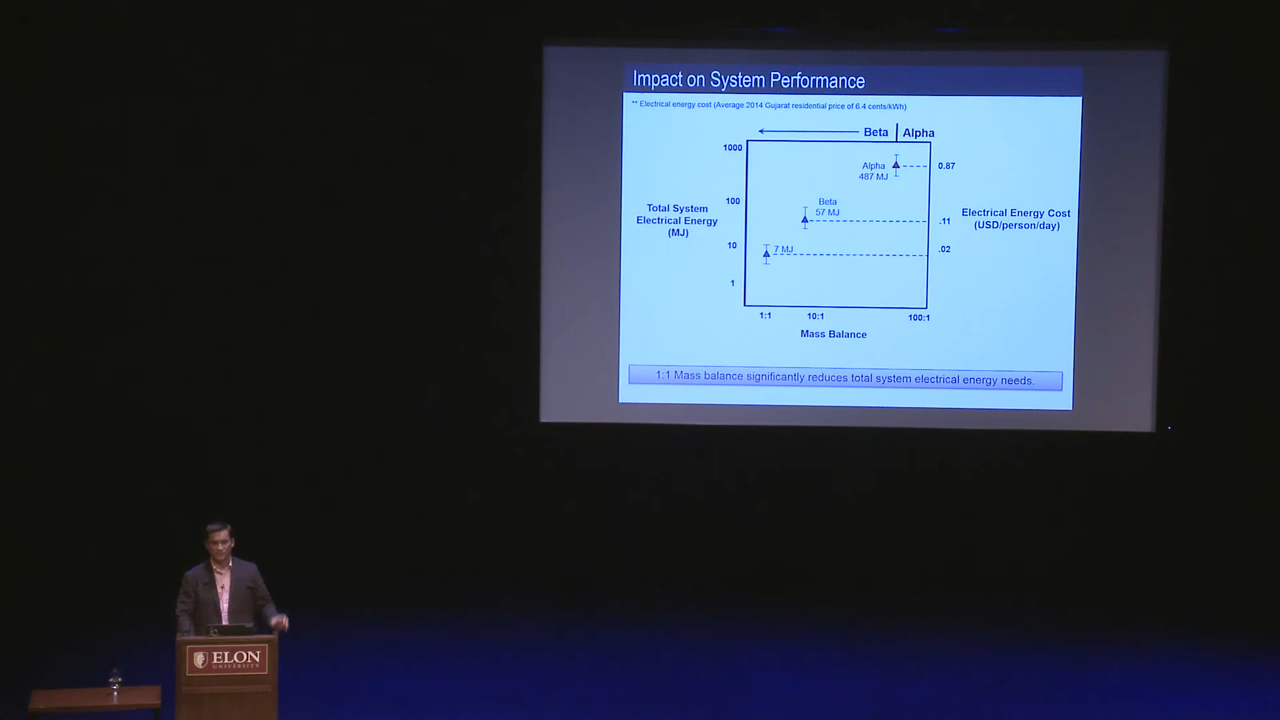 Impact on System Performance
** Electrical energy cost (Average 2014 Gujarat residential price of 6.4 cents/kWh)
Beta | Alpha
1000
Alpha
487 MJ
0.87
100
Beta
57 MJ
Total System
Electrical Energy
(MJ)
.11
Electrical Energy Cost
(USD/person/day)
10
7 MJ
.02
1
1:1
10:1
100:1
Mass Balance
1:1 Mass balance significantly reduces total system electrical energy needs.
ELON
UNIVERSITY